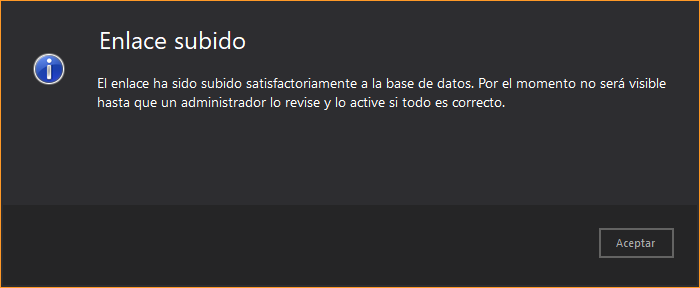 Enlace subido
El enlace ha sido subido satisfactoriamente a la base de datos. Por el momento no será visible
hasta que un administrador lo revise y lo active si todo es correcto.
Aceptar